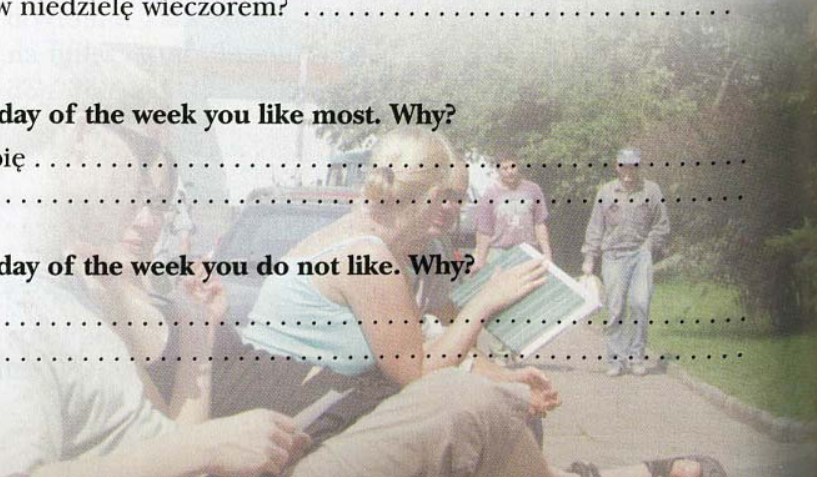 w niedzielę wieczorem? ........................................
day of the week you like most. Why?
bię ................................................................
................................................................
day of the week you do not like. Why?
................................................................
................................................................